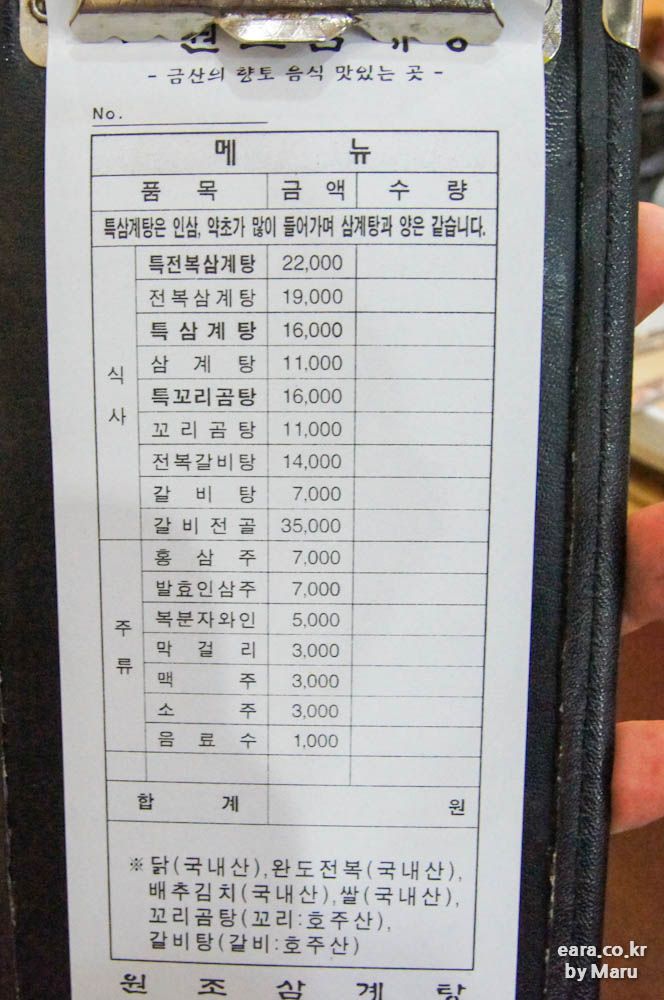 원조삼계탕
- 금산의 향토 음식 맛있는 곳 -
No.
메 뉴
품 목 금 액 수 량
특삼계탕은 인삼, 약초가 많이 들어가며 삼계탕과 양은 같습니다.
식사
특전복삼계탕 22,000
전복삼계탕 19,000
특삼계탕 16,000
삼계탕 11,000
특꼬리곰탕 16,000
꼬리곰탕 11,000
전복갈비탕 14,000
갈비탕 7,000
갈비전골 35,000
주류
홍삼주 7,000
발효인삼주 7,000
복분자와인 5,000
막걸리 3,000
맥주 3,000
소주 3,000
음료수 1,000
합 계 원
※닭(국내산),완도전복(국내산),
배추김치(국내산),쌀(국내산),
꼬리곰탕(꼬리:호주산),
갈비탕(갈비:호주산)
원조삼계탕
eara.co.kr
by Maru